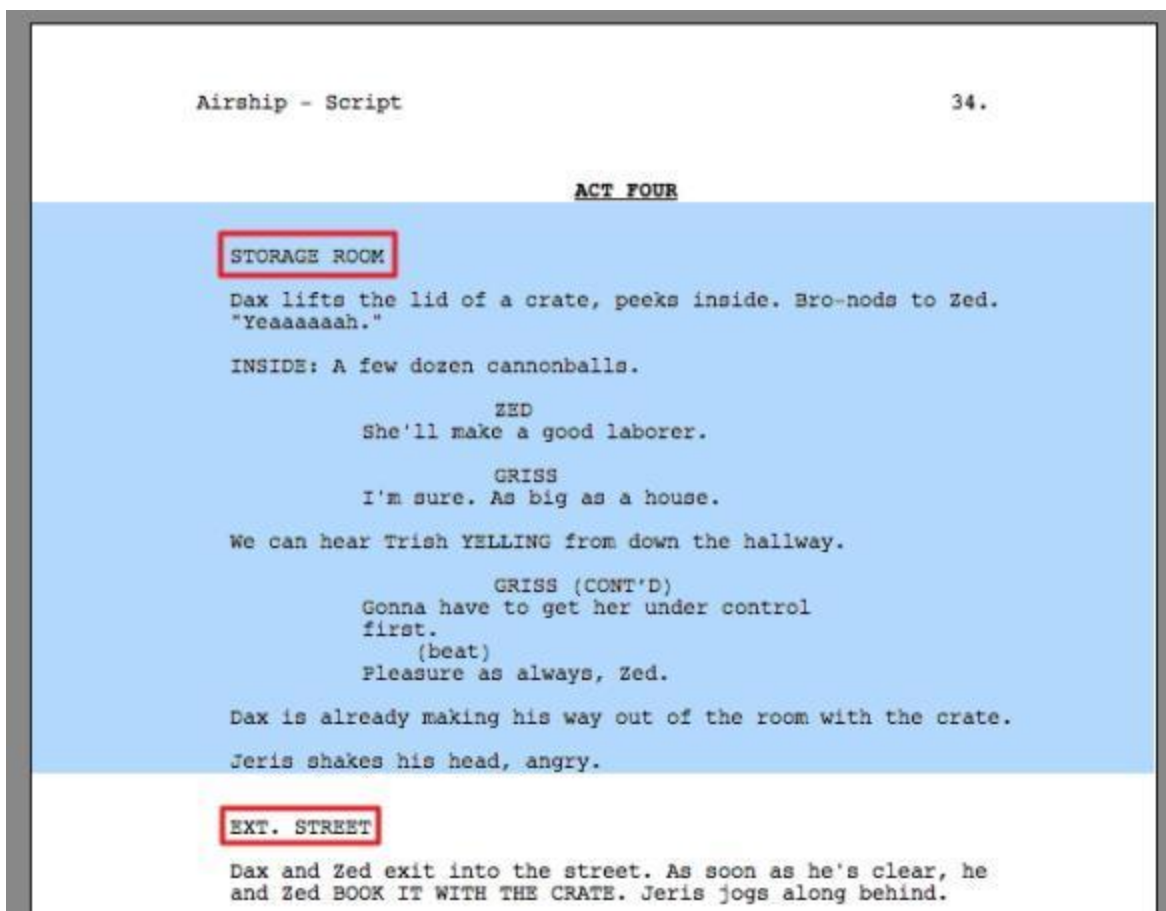 Airship - Script 34.
ACT FOUR
STORAGE ROOM
Dax lifts the lid of a crate, peeks inside. Bro-nods to Zed.
"Yeaaaaaah."
INSIDE: A few dozen cannonballs.
ZED
She'll make a good laborer.
GRISS
I'm sure. As big as a house.
We can hear Trish YELLING from down the hallway.
GRISS (CONT'D)
Gonna have to get her under control
first.
(beat)
Pleasure as always, Zed.
Dax is already making his way out of the room with the crate.
Jeris shakes his head, angry.
EXT. STREET
Dax and Zed exit into the street. As soon as he's clear, he
and Zed BOOK IT WITH THE CRATE. Jeris jogs along behind.